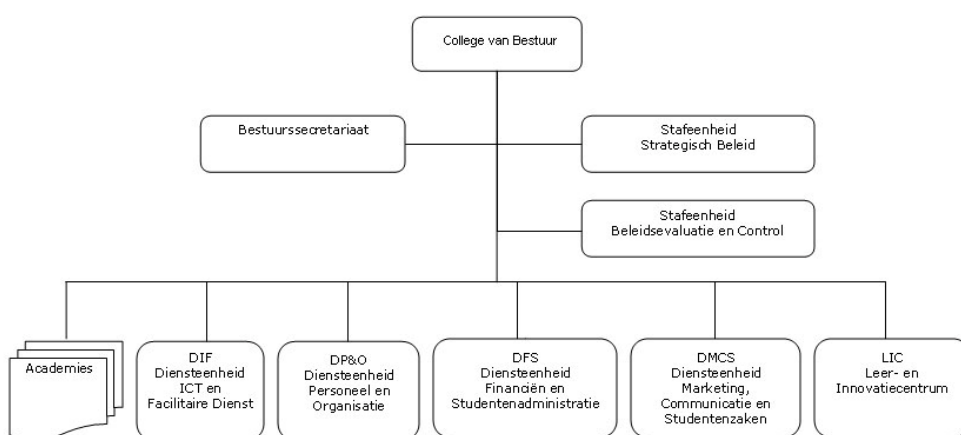 College van Bestuur
Bestuurssecretariaat
Stafeenheid
Strategisch Beleid
Stafeenheid
Beleidsevaluatie en Control
Academies
DIF
Diensteenheid
ICT en
Facilitaire Dienst
DP&O
Diensteenheid
Personeel en
Organisatie
DFS
Diensteenheid
Financiën en
Studentenadministratie
DMCS
Diensteenheid
Marketing,
Communicatie en
Studentenzaken
LIC
Leer- en
Innovatiecentrum